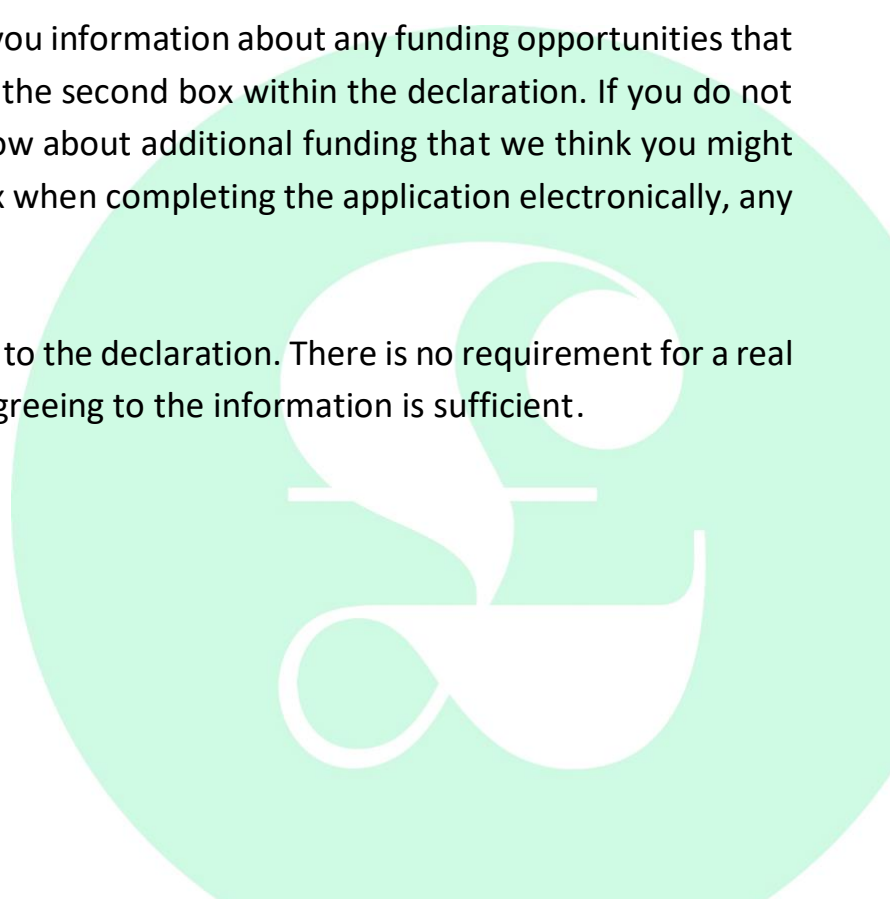 you information about any funding opportunities that
the second box within the declaration. If you do not
ow about additional funding that we think you might
x when completing the application electronically, any
to the declaration. There is no requirement for a real
greeing to the information is sufficient.
£